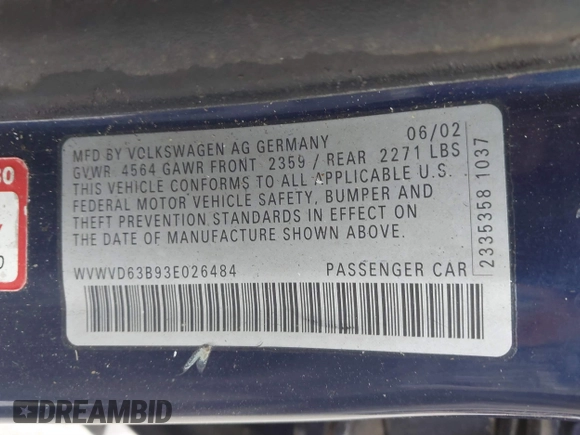 MFD BY VOLKSWAGEN AG GERMANY 06/02
GVWR 4564 GAWR FRONT 2359 / REAR 2271 LBS
THIS VEHICLE CONFORMS TO ALL APPLICABLE U.S.
FEDERAL MOTOR VEHICLE SAFETY, BUMPER AND
THEFT PREVENTION STANDARDS IN EFFECT ON
THE DATE OF MANUFACTURE SHOWN ABOVE.
WVWVD63B93E026484 PASSENGER CAR
2335358 1037
DREAMBID